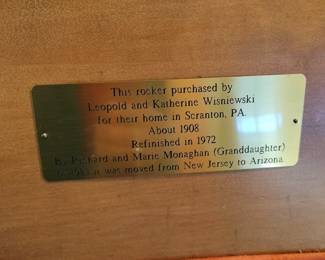 This rocker purchased by
Leopold and Katherine Wisniewski
for their home in Scranton, PA.
About 1908
Refinished in 1972
By Richard and Marie Monaghan (Granddaughter)
it was moved from New Jersey to Arizona